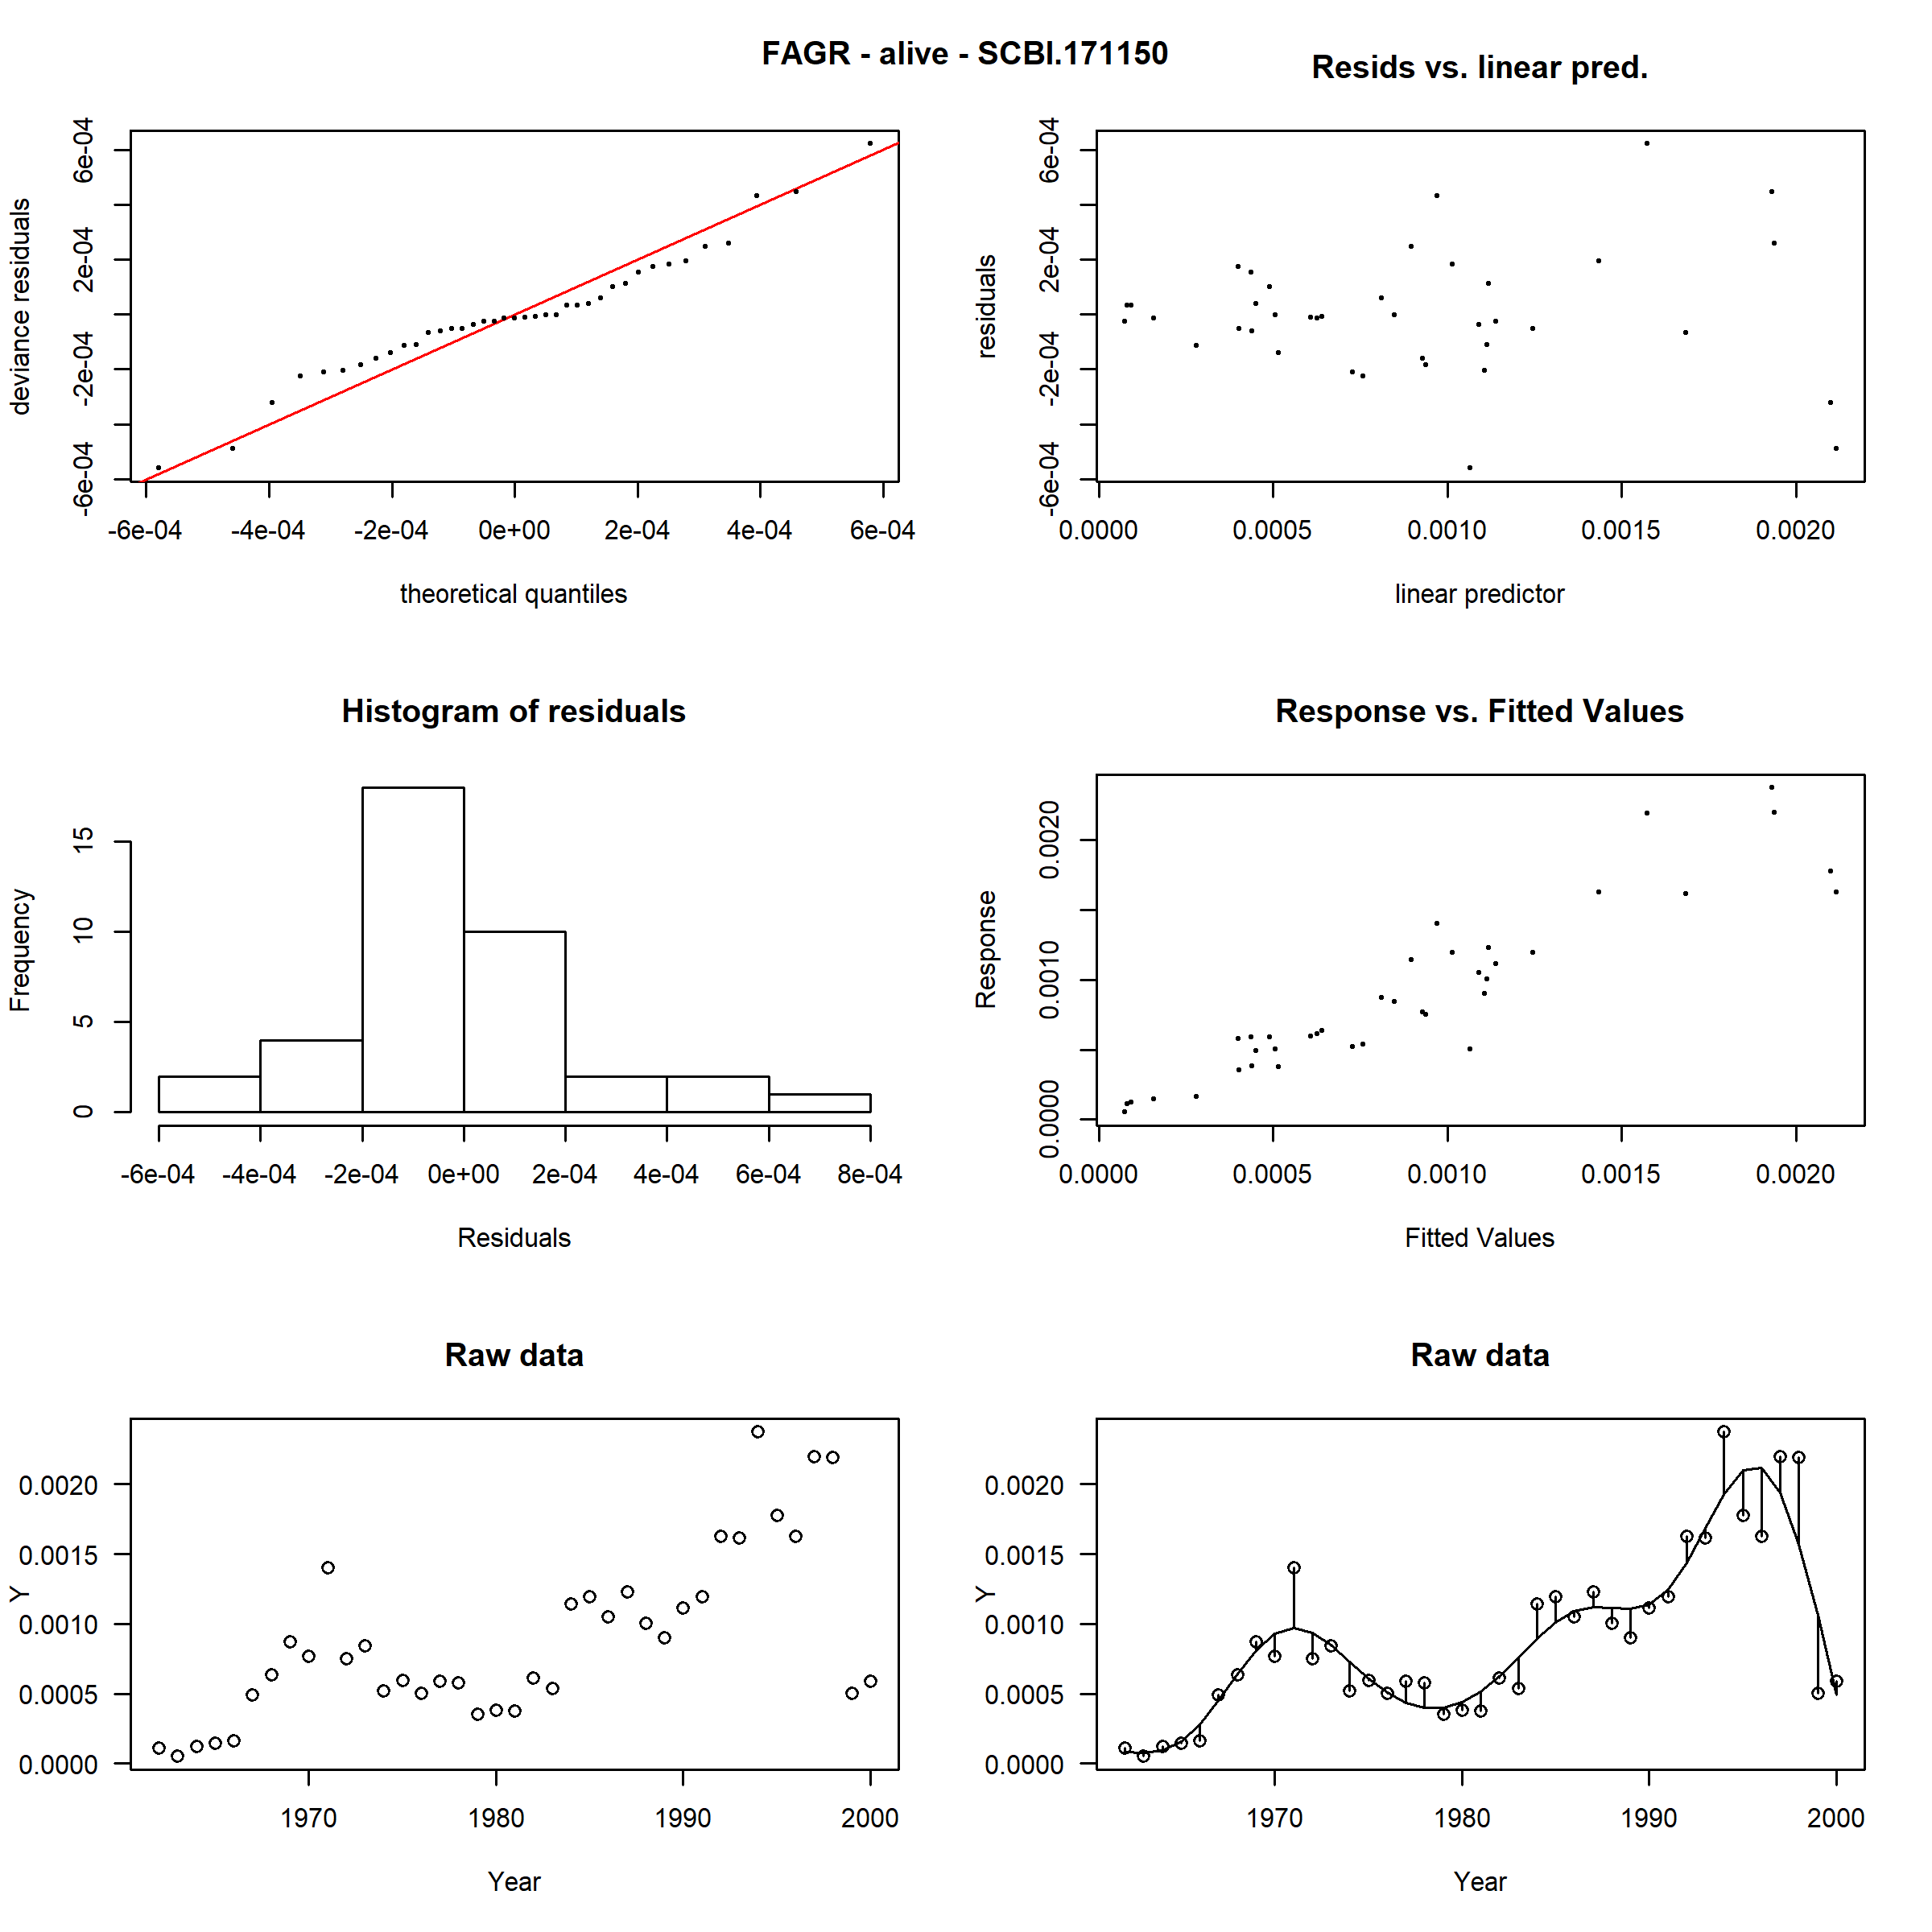 FAGR - alive - SCBI.171150
Resids vs. linear pred.
deviance residuals
-6e-04 -2e-04 2e-04 6e-04
-6e-04 -4e-04 -2e-04 0e+00 2e-04 4e-04 6e-04
theoretical quantiles
residuals
-6e-04 -2e-04 2e-04 6e-04
0.0000 0.0005 0.0010 0.0015 0.0020
linear predictor
Histogram of residuals
Frequency
0 5 10 15
-6e-04 -4e-04 -2e-04 0e+00 2e-04 4e-04 6e-04 8e-04
Residuals
Response vs. Fitted Values
Response
0.0000 0.0010 0.0020
0.0000 0.0005 0.0010 0.0015 0.0020
Fitted Values
Raw data
Y
0.0020
0.0015
0.0010
0.0005
0.0000
1970 1980 1990 2000
Year
Raw data
Y
0.0020
0.0015
0.0010
0.0005
0.0000
1970 1980 1990 2000
Year